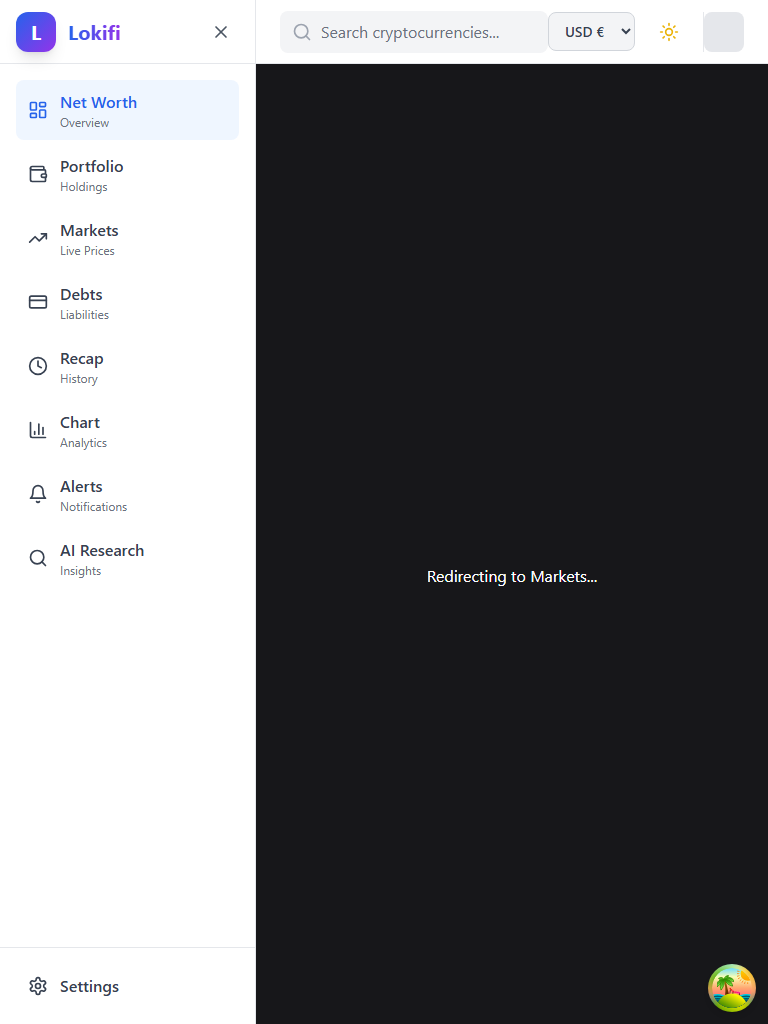 L Lokifi
Search cryptocurrencies...
USD €
Net Worth
Overview
Portfolio
Holdings
Markets
Live Prices
Debts
Liabilities
Recap
History
Chart
Analytics
Alerts
Notifications
AI Research
Insights
Redirecting to Markets...
Settings